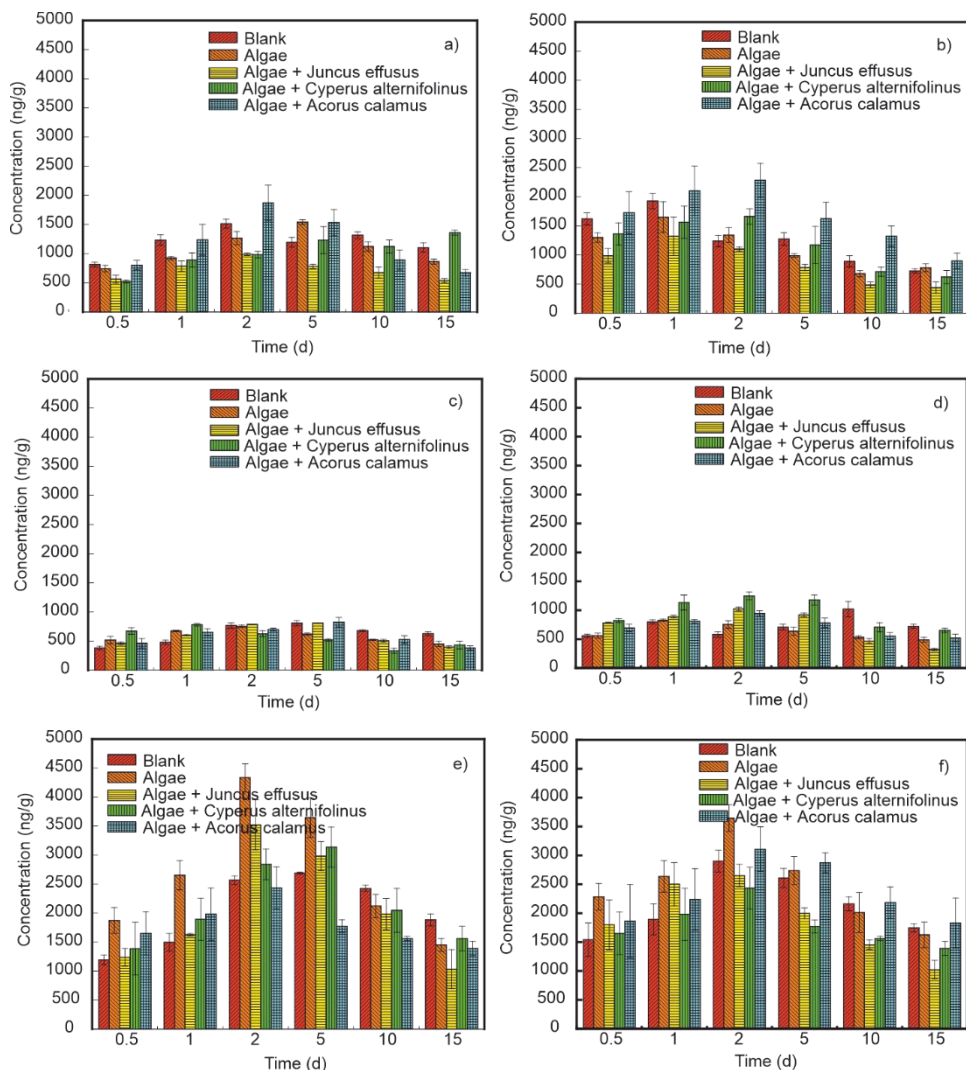 5000
4500
4000
3500
3000
2500
2000
1500
1000
500
0
Concentration (ng/g)
Blank
Algae
Algae + Juncus effusus
Algae + Cyperus alternifolinus
Algae + Acorus calamus
a)
0.5 1 2 5 10 15
Time (d)
5000
4500
4000
3500
3000
2500
2000
1500
1000
500
0
Concentration (ng/g)
Blank
Algae
Algae + Juncus effusus
Algae + Cyperus alternifolinus
Algae + Acorus calamus
b)
0.5 1 2 5 10 15
Time (d)
5000
4500
4000
3500
3000
2500
2000
1500
1000
500
0
Concentration (ng/g)
Blank
Algae
Algae + Juncus effusus
Algae + Cyperus alternifolinus
Algae + Acorus calamus
c)
0.5 1 2 5 10 15
Time (d)
5000
4500
4000
3500
3000
2500
2000
1500
1000
500
0
Concentration (ng/g)
Blank
Algae
Algae + Juncus effusus
Algae + Cyperus alternifolinus
Algae + Acorus calamus
d)
0.5 1 2 5 10 15
Time (d)
5000
4500
4000
3500
3000
2500
2000
1500
1000
500
0
Concentration (ng/g)
Blank
Algae
Algae + Juncus effusus
Algae + Cyperus alternifolinus
Algae + Acorus calamus
e)
0.5 1 2 5 10 15
Time (d)
5000
4500
4000
3500
3000
2500
2000
1500
1000
500
0
Concentration (ng/g)
Blank
Algae
Algae + Juncus effusus
Algae + Cyperus alternifolinus
Algae + Acorus calamus
f)
0.5 1 2 5 10 15
Time (d)